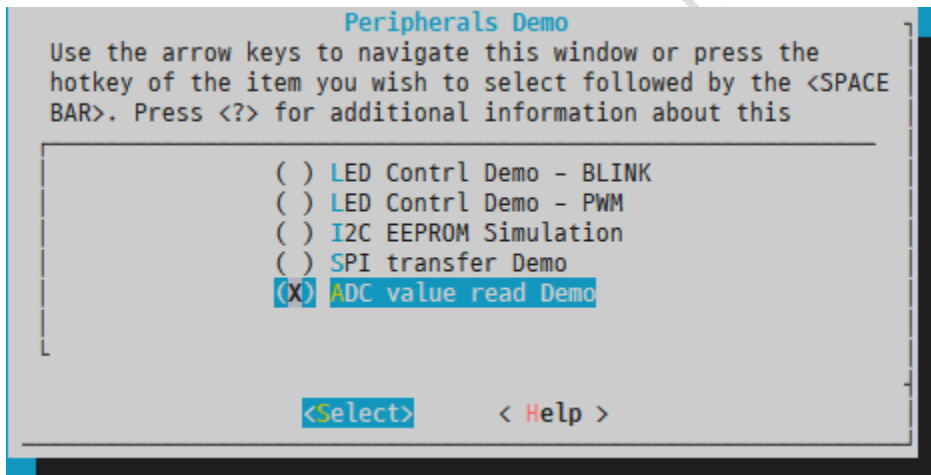 Peripherals Demo
Use the arrow keys to navigate this window or press the
hotkey of the item you wish to select followed by the <SPACE
BAR>. Press <?> for additional information about this
( ) LED Contrl Demo – BLINK
( ) LED Contrl Demo – PWM
( ) I2C EEPROM Simulation
( ) SPI transfer Demo
(X) ADC value read Demo
<Select> < Help >